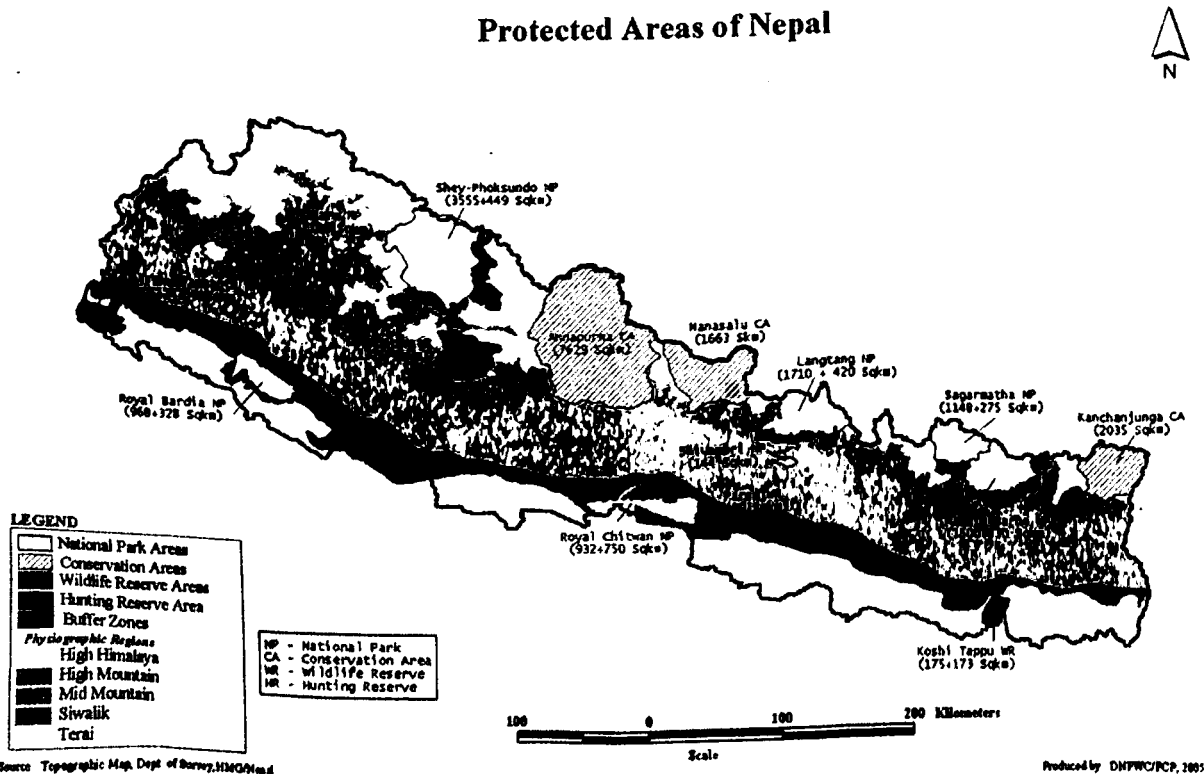 Protected Areas of Nepal
N
Shey-Phoksundo NP
(3555+449 Sqkm)
Annapurna CA
(7629 Sqkm)
Manasalu CA
(1663 Skm)
Langtang NP
(1710 + 420 Sqkm)
Sagarmatha NP
(1148+275 Sqkm)
Kanchanjunga CA
(2035 Sqkm)
Royal Bardia NP
(968+328 Sqkm)
Royal Chitwan NP
(932+750 Sqkm)
Koshi Tappu WR
(175+173 Sqkm)
LEGEND
National Park Areas
Conservation Areas
Wildlife Reserve Areas
Hunting Reserve Area
Buffer Zones
Physiographic Regions
High Himalaya
High Mountain
Mid Mountain
Siwalik
Terai
NP - National Park
CA - Conservation Area
WR - Wildlife Reserve
HR - Hunting Reserve
100 0 100 200 Kilometers
Scale
Source Topographic Map, Dept of Survey, HMG/Nepal
Produced by DNPWC/PCP, 2005